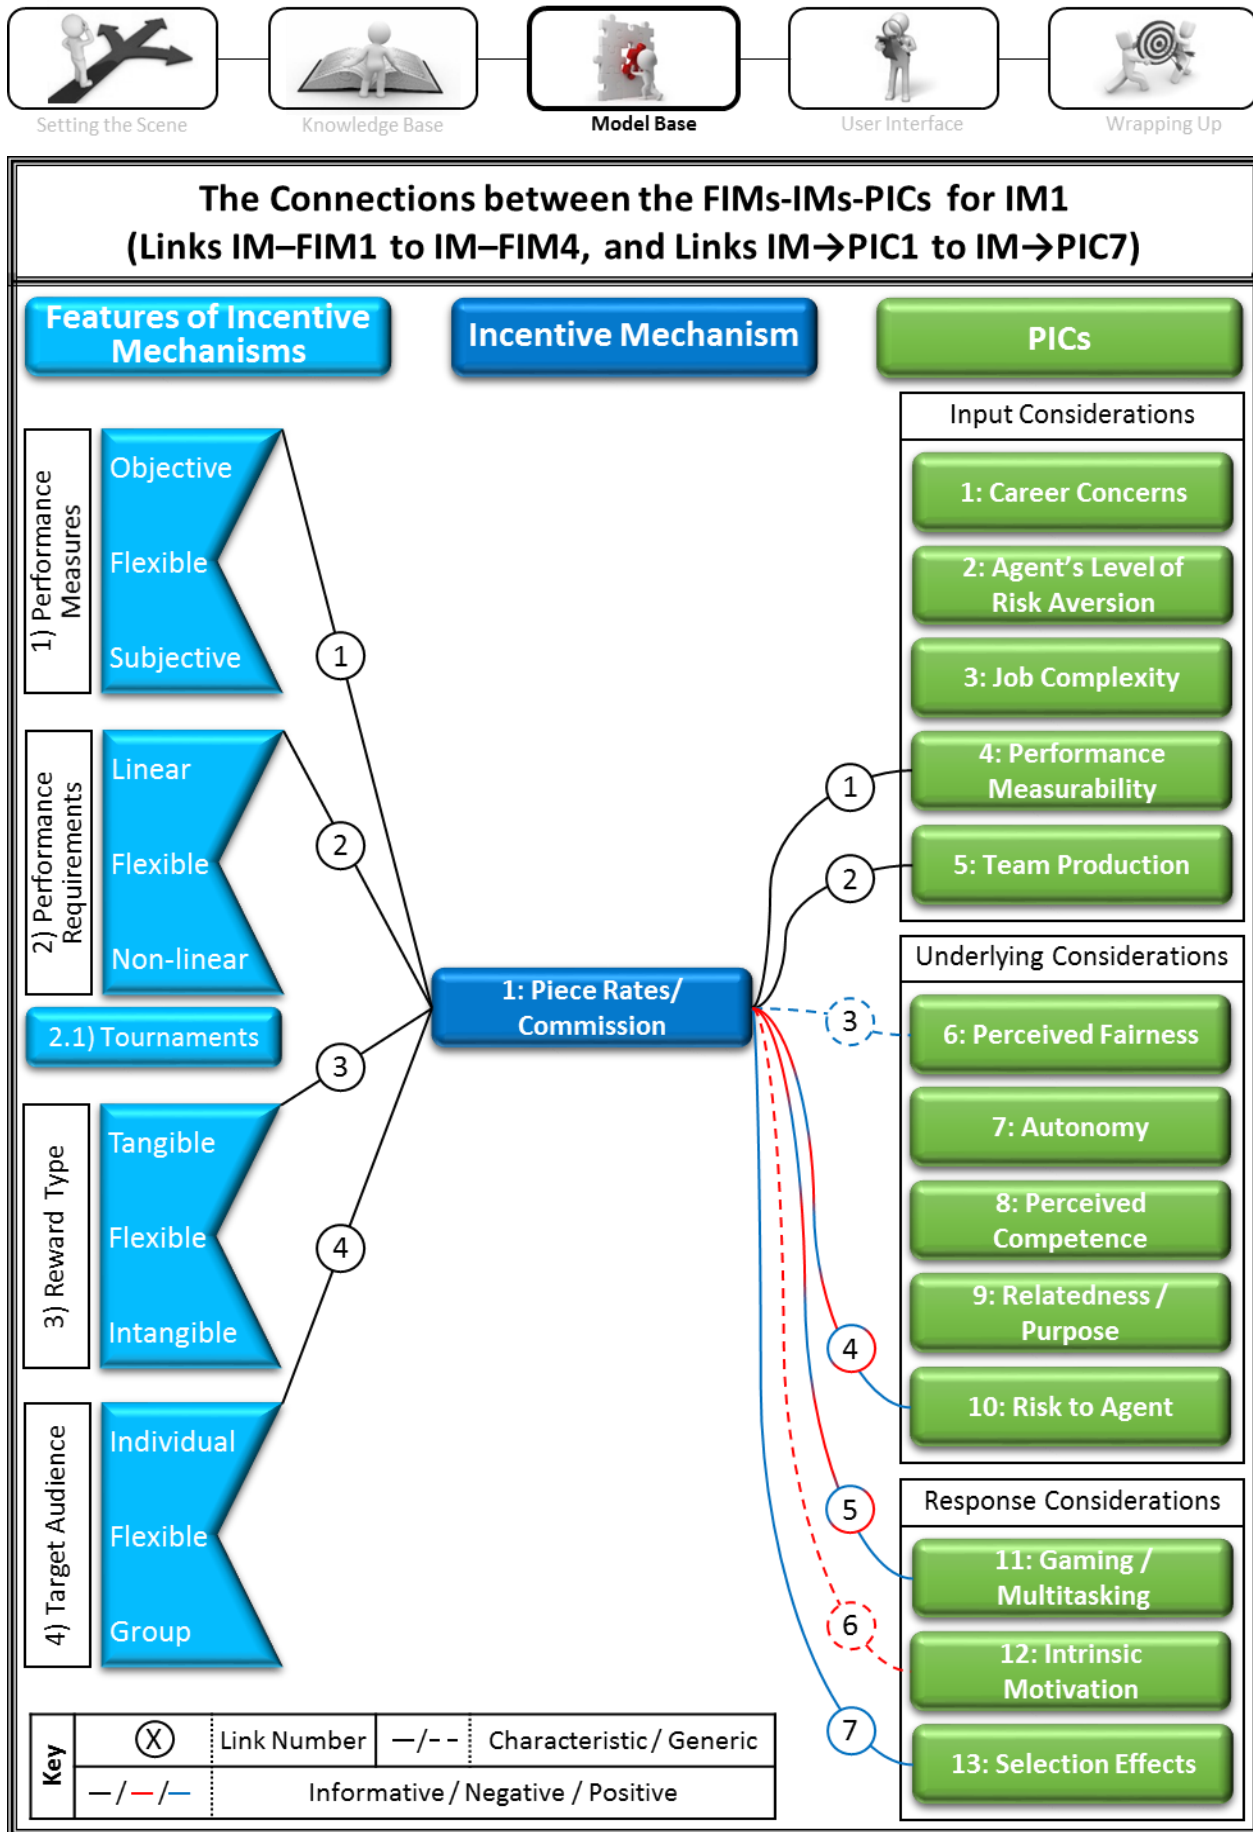 Setting the Scene
Knowledge Base
Model Base
User Interface
Wrapping Up
The Connections between the FIMs-IMs-PICs for IM1
(Links IM–FIM1 to IM–FIM4, and Links IM→PIC1 to IM→PIC7)
Features of Incentive
Mechanisms
Incentive Mechanism
PICs
1) Performance
Measures
Objective
Flexible
Subjective
2) Performance
Requirements
Linear
Flexible
Non-linear
2.1) Tournaments
3) Reward Type
Tangible
Flexible
Intangible
4) Target Audience
Individual
Flexible
Group
1
2
3
4
1: Piece Rates/
Commission
1
2
3
4
5
6
7
Input Considerations
1: Career Concerns
2: Agent's Level of
Risk Aversion
3: Job Complexity
4: Performance
Measurability
5: Team Production
Underlying Considerations
6: Perceived Fairness
7: Autonomy
8: Perceived
Competence
9: Relatedness /
Purpose
10: Risk to Agent
Response Considerations
11: Gaming /
Multitasking
12: Intrinsic
Motivation
13: Selection Effects
Key
X
Link Number
—/--
Characteristic / Generic
—/—/—
Informative / Negative / Positive